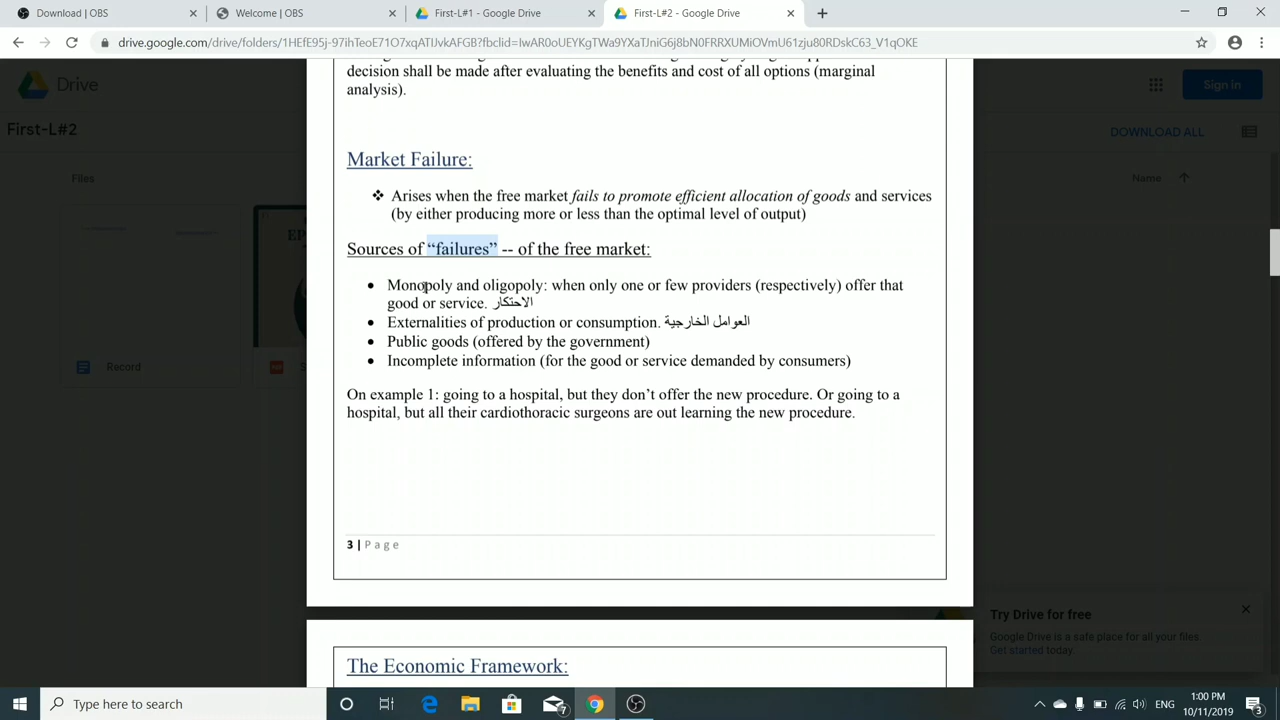 Download | OBS
Welcome | OBS
First-L#1 - Google Drive
First-L#2 - Google Drive
drive.google.com/drive/folders/1HEfE95j-97ihTeoE71O7xqATIJvkAFGB?fbclid=IwAR0oUEYKgTWa9YXaTJniG6j8bN0FRRXUMiOVmU61zju80RDskC63_V1qOKE
Drive
Sign in
First-L#2
DOWNLOAD ALL
Files
Name
Record
decision shall be made after evaluating the benefits and cost of all options (marginal
analysis).
Market Failure:
❖ Arises when the free market fails to promote efficient allocation of goods and services
(by either producing more or less than the optimal level of output)
Sources of “failures” -- of the free market:
• Monopoly and oligopoly: when only one or few providers (respectively) offer that
good or service. الاحتكار
• Externalities of production or consumption. العوامل الخارجية
• Public goods (offered by the government)
• Incomplete information (for the good or service demanded by consumers)
On example 1: going to a hospital, but they don’t offer the new procedure. Or going to a
hospital, but all their cardiothoracic surgeons are out learning the new procedure.
3 | Page
The Economic Framework:
Try Drive for free
Google Drive is a safe place for all your files
Get started today.
Type here to search
7
ENG
1:00 PM
10/11/2019
3